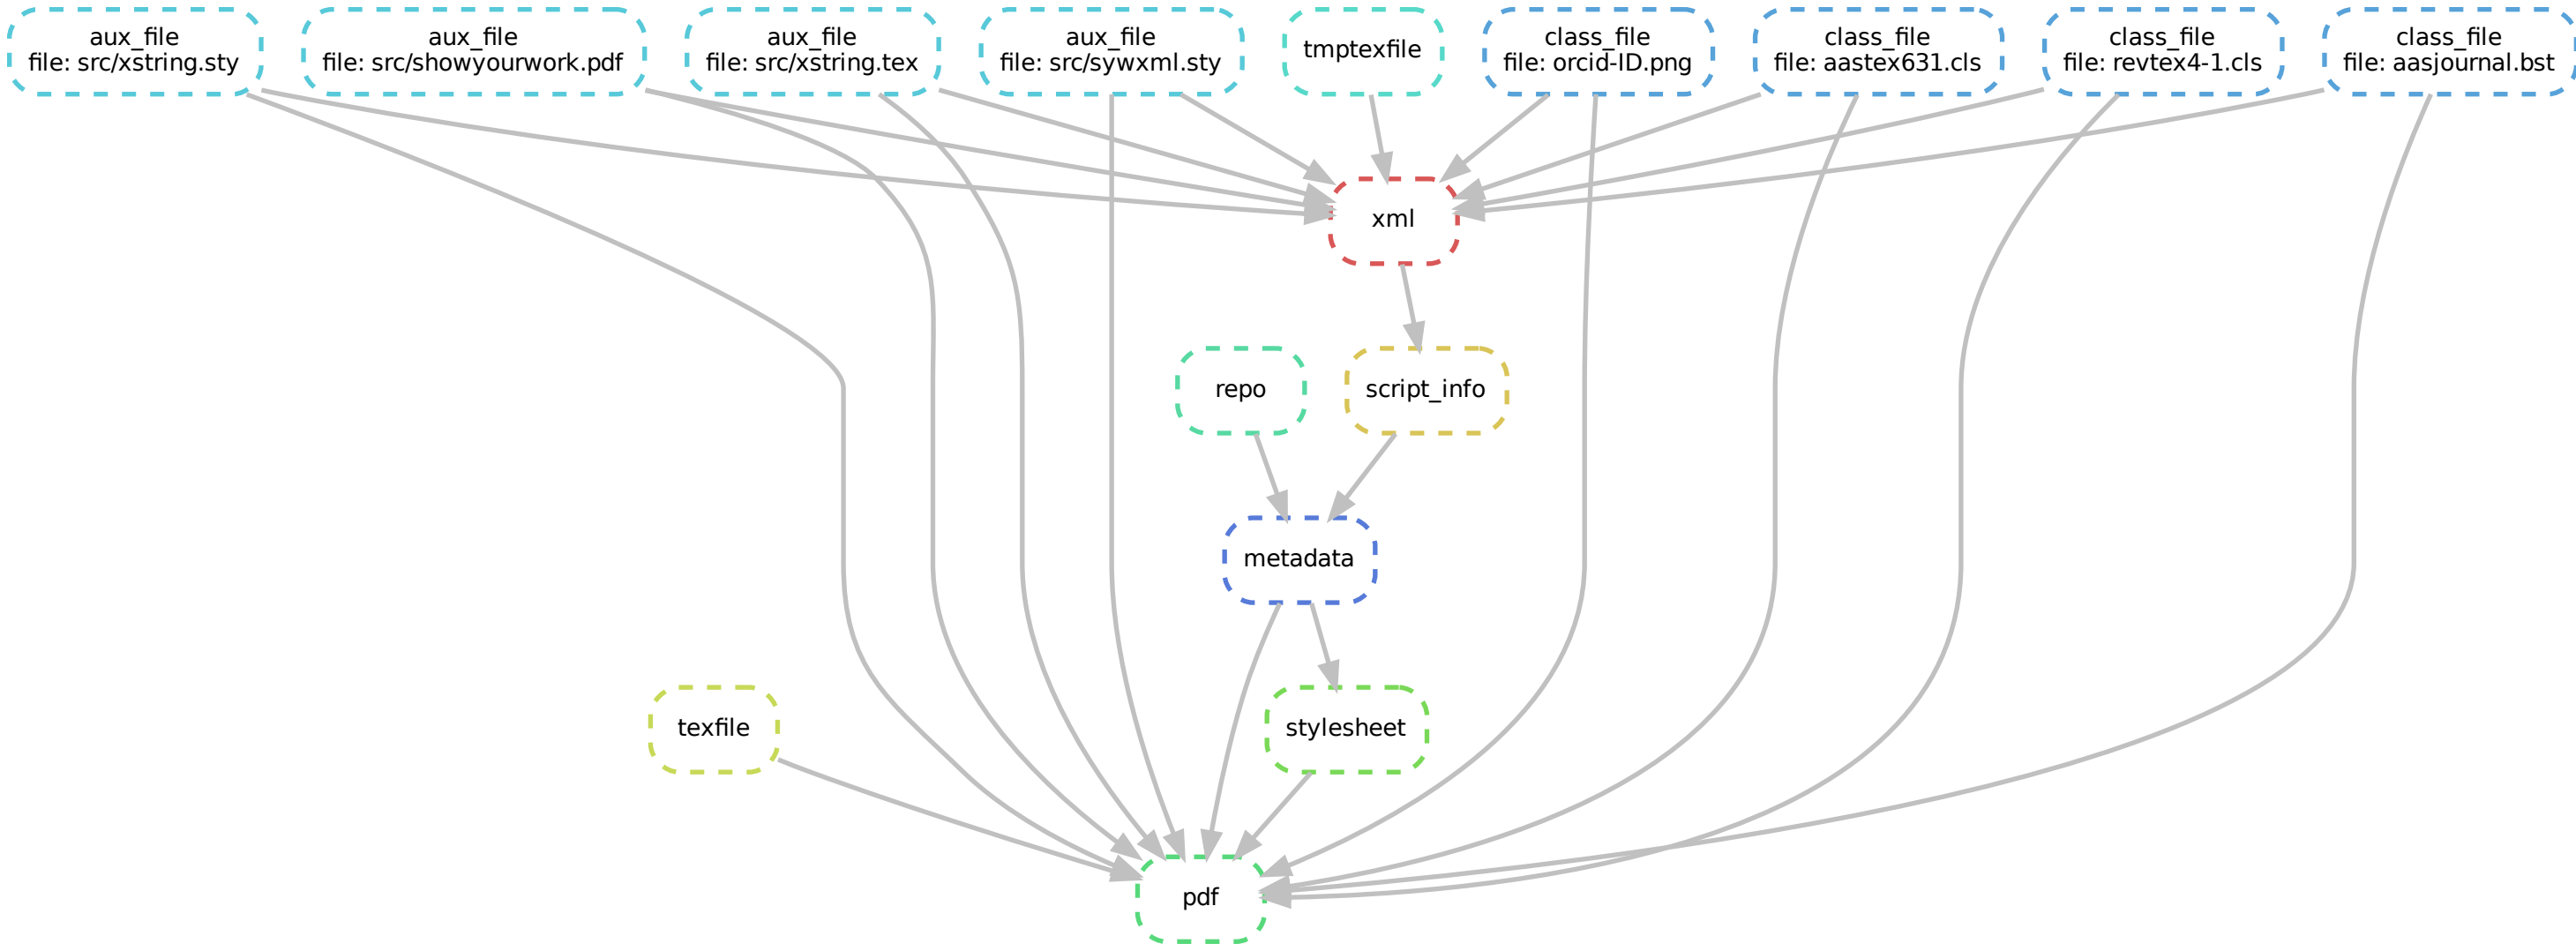 aux_file
file: src/xstring.sty
aux_file
file: src/showyourwork.pdf
aux_file
file: src/xstring.tex
aux_file
file: src/sywxml.sty
tmptexfile
class_file
file: orcid-ID.png
class_file
file: aastex631.cls
class_file
file: revtex4-1.cls
class_file
file: aasjournal.bst
xml
repo
script_info
metadata
texfile
stylesheet
pdf